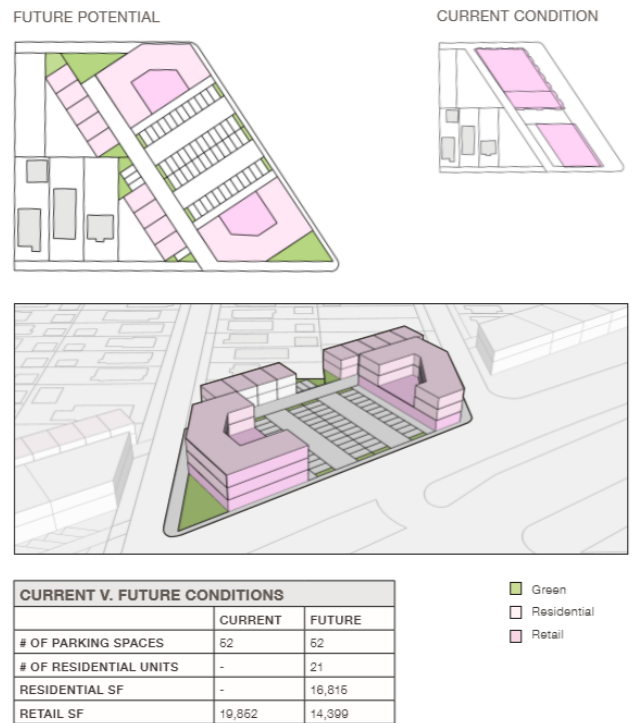 FUTURE POTENTIAL
CURRENT CONDITION
CURRENT V. FUTURE CONDITIONS
CURRENT FUTURE
# OF PARKING SPACES 52 52
# OF RESIDENTIAL UNITS - 21
RESIDENTIAL SF - 16,815
RETAIL SF 19,852 14,399
Green
Residential
Retail